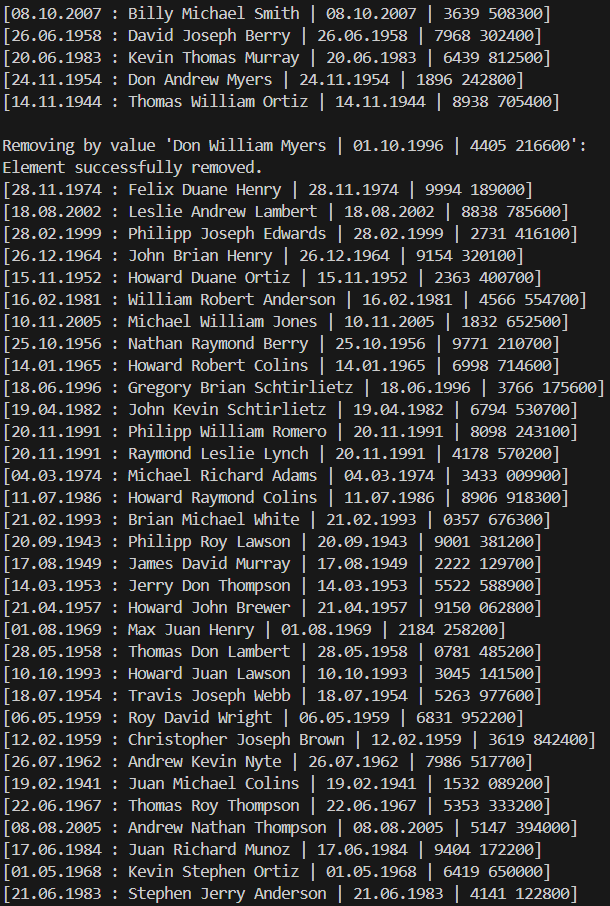 [08.10.2007 : Billy Michael Smith | 08.10.2007 | 3639 508300]
[26.06.1958 : David Joseph Berry | 26.06.1958 | 7968 302400]
[20.06.1983 : Kevin Thomas Murray | 20.06.1983 | 6439 812500]
[24.11.1954 : Don Andrew Myers | 24.11.1954 | 1896 242800]
[14.11.1944 : Thomas William Ortiz | 14.11.1944 | 8938 705400]

Removing by value 'Don William Myers | 01.10.1996 | 4405 216600':
Element successfully removed.
[28.11.1974 : Felix Duane Henry | 28.11.1974 | 9994 189000]
[18.08.2002 : Leslie Andrew Lambert | 18.08.2002 | 8838 785600]
[28.02.1999 : Philipp Joseph Edwards | 28.02.1999 | 2731 416100]
[26.12.1964 : John Brian Henry | 26.12.1964 | 9154 320100]
[15.11.1952 : Howard Duane Ortiz | 15.11.1952 | 2363 400700]
[16.02.1981 : William Robert Anderson | 16.02.1981 | 4566 554700]
[10.11.2005 : Michael William Jones | 10.11.2005 | 1832 652500]
[25.10.1956 : Nathan Raymond Berry | 25.10.1956 | 9771 210700]
[14.01.1965 : Howard Robert Colins | 14.01.1965 | 6998 714600]
[18.06.1996 : Gregory Brian Schtirlietz | 18.06.1996 | 3766 175600]
[19.04.1982 : John Kevin Schtirlietz | 19.04.1982 | 6794 530700]
[20.11.1991 : Philipp William Romero | 20.11.1991 | 8098 243100]
[20.11.1991 : Raymond Leslie Lynch | 20.11.1991 | 4178 570200]
[04.03.1974 : Michael Richard Adams | 04.03.1974 | 3433 009900]
[11.07.1986 : Howard Raymond Colins | 11.07.1986 | 8906 918300]
[21.02.1993 : Brian Michael White | 21.02.1993 | 0357 676300]
[20.09.1943 : Philipp Roy Lawson | 20.09.1943 | 9001 381200]
[17.08.1949 : James David Murray | 17.08.1949 | 2222 129700]
[14.03.1953 : Jerry Don Thompson | 14.03.1953 | 5522 588900]
[21.04.1957 : Howard John Brewer | 21.04.1957 | 9150 062800]
[01.08.1969 : Max Juan Henry | 01.08.1969 | 2184 258200]
[28.05.1958 : Thomas Don Lambert | 28.05.1958 | 0781 485200]
[10.10.1993 : Howard Juan Lawson | 10.10.1993 | 3045 141500]
[18.07.1954 : Travis Joseph Webb | 18.07.1954 | 5263 977600]
[06.05.1959 : Roy David Wright | 06.05.1959 | 6831 952200]
[12.02.1959 : Christopher Joseph Brown | 12.02.1959 | 3619 842400]
[26.07.1962 : Andrew Kevin Nyte | 26.07.1962 | 7986 517700]
[19.02.1941 : Juan Michael Colins | 19.02.1941 | 1532 089200]
[22.06.1967 : Thomas Roy Thompson | 22.06.1967 | 5353 333200]
[08.08.2005 : Andrew Nathan Thompson | 08.08.2005 | 5147 394000]
[17.06.1984 : Juan Richard Munoz | 17.06.1984 | 9404 172200]
[01.05.1968 : Kevin Stephen Ortiz | 01.05.1968 | 6419 650000]
[21.06.1983 : Stephen Jerry Anderson | 21.06.1983 | 4141 122800]